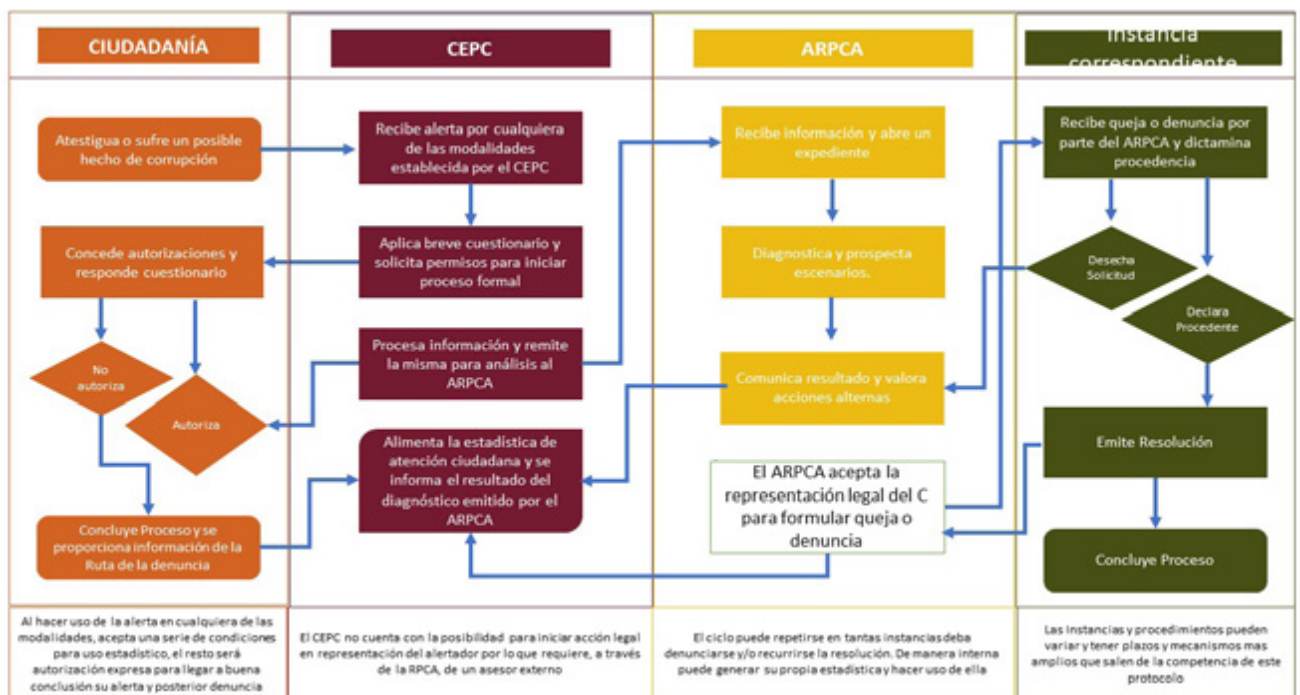 CIUDADANÍA
CEPC
ARPCA
Instancia
correspondiente
Atestigua o sufre un posible
hecho de corrupción
Recibe alerta por cualquiera
de las modalidades
establecida por el CEPC
Recibe información y abre un
expediente
Recibe queja o denuncia por
parte del ARPCA y dictamina
procedencia
Concede autorizaciones y
responde cuestionario
Aplica breve cuestionario y
solicita permisos para iniciar
proceso formal
Diagnostica y prospecta
escenarios.
Desecha
Solicitud
Declara
Procedente
No
autoriza
Autoriza
Procesa información y remite
la misma para análisis al
ARPCA
Comunica resultado y valora
acciones alternas
Emite Resolución
Alimenta la estadística de
atención ciudadana y se
informa el resultado del
diagnóstico emitido por el
ARPCA
El ARPCA acepta la
representación legal del C
para formular queja o
denuncia
Concluye Proceso y se
proporciona información de la
Ruta de la denuncia
Concluye Proceso
Al hacer uso de la alerta en cualquiera de las
modalidades, acepta una serie de condiciones
para uso estadístico, el resto será
autorización expresa para llegar a buena
conclusión su alerta y posterior denuncia
El CEPC no cuenta con la posibilidad para iniciar acción legal
en representación del alertador por lo que requiere, a través
de la RPCA, de un asesor externo
El ciclo puede repetirse en tantas instancias deba
denunciarse y/o recurrirse la resolución. De manera interna
puede generar su propia estadística y hacer uso de ella
Las Instancias y procedimientos pueden
variar y tener plazos y mecanismos mas
amplios que salen de la competencia de este
protocolo